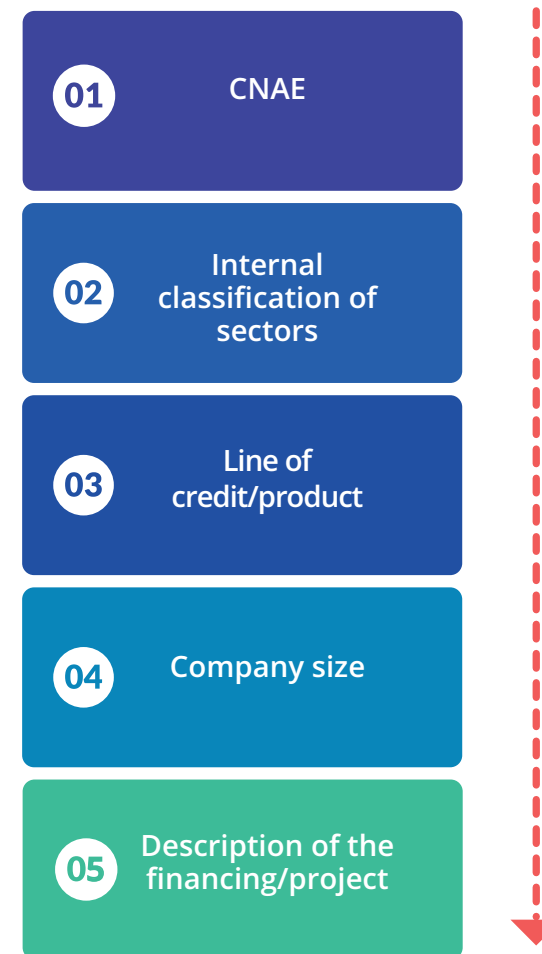 01
CNAE
02
Internal
classification of
sectors
03
Line of
credit/product
04
Company size
05
Description of the
financing/project